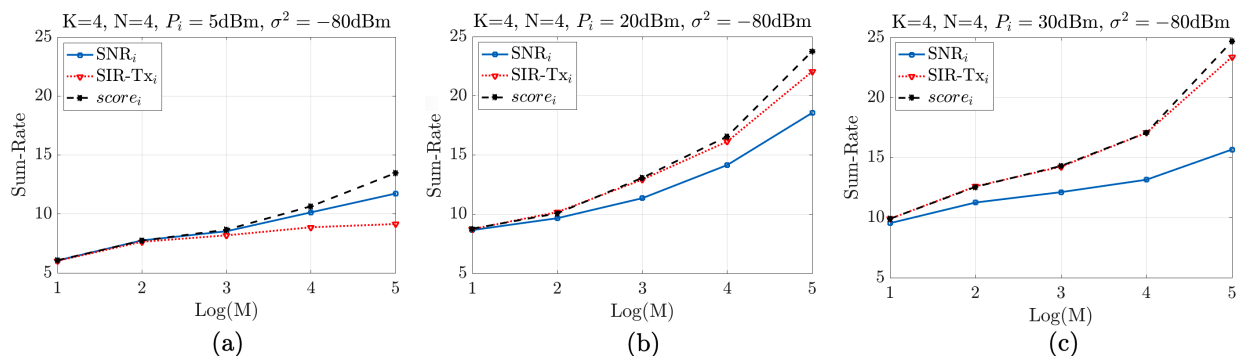 K=4, N=4, P_i = 5dBm, σ² = −80dBm
25
20
15
10
5
1 2 3 4 5
Sum-Rate
Log(M)
SNR_i
SIR-Tx_i
score_i
(a)
K=4, N=4, P_i = 20dBm, σ² = −80dBm
25
20
15
10
5
1 2 3 4 5
Sum-Rate
Log(M)
SNR_i
SIR-Tx_i
score_i
(b)
K=4, N=4, P_i = 30dBm, σ² = −80dBm
25
20
15
10
5
1 2 3 4 5
Sum-Rate
Log(M)
SNR_i
SIR-Tx_i
score_i
(c)